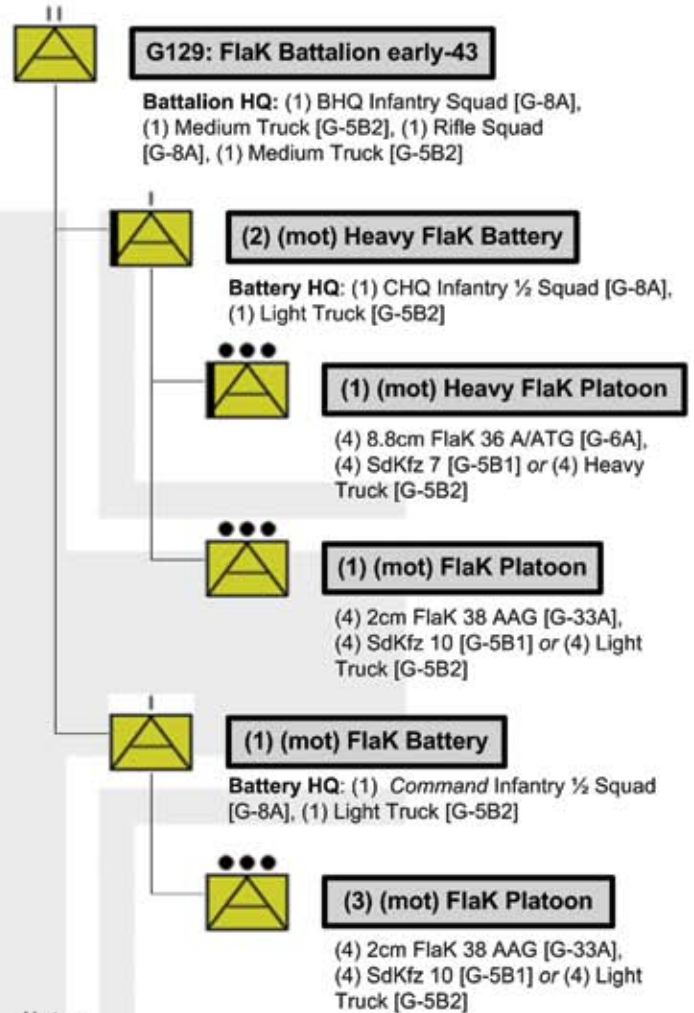 G129: FlaK Battalion early-43
Battalion HQ: (1) BHQ Infantry Squad [G-8A],
(1) Medium Truck [G-5B2], (1) Rifle Squad
[G-8A], (1) Medium Truck [G-5B2]
(2) (mot) Heavy FlaK Battery
Battery HQ: (1) CHQ Infantry ½ Squad [G-8A],
(1) Light Truck [G-5B2]
(1) (mot) Heavy FlaK Platoon
(4) 8.8cm FlaK 36 A/ATG [G-6A],
(4) SdKfz 7 [G-5B1] or (4) Heavy
Truck [G-5B2]
(1) (mot) FlaK Platoon
(4) 2cm FlaK 38 AAG [G-33A],
(4) SdKfz 10 [G-5B1] or (4) Light
Truck [G-5B2]
(1) (mot) FlaK Battery
Battery HQ: (1) Command Infantry ½ Squad
[G-8A], (1) Light Truck [G-5B2]
(3) (mot) FlaK Platoon
(4) 2cm FlaK 38 AAG [G-33A],
(4) SdKfz 10 [G-5B1] or (4) Light
Truck [G-5B2]